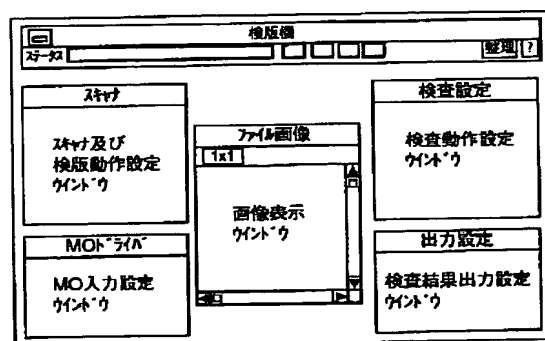 検版機
ステータス
整理 ?
スキャナ
スキャナ及び
検版動作設定
ウインドウ
MOドライバ
MO入力設定
ウインドウ
ファイル画像
1x1
画像表示
ウインドウ
検査設定
検査動作設定
ウインドウ
出力設定
検査結果出力設定
ウインドウ